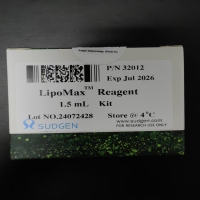 P/N 32012
Exp Jul 2026
LipoMax™ Reagent
1.5 mL Kit
Lot NO.24072428 Store @ 4°C
SUDGEN www.sudgen.com
FOR RESEARCH USE ONLY